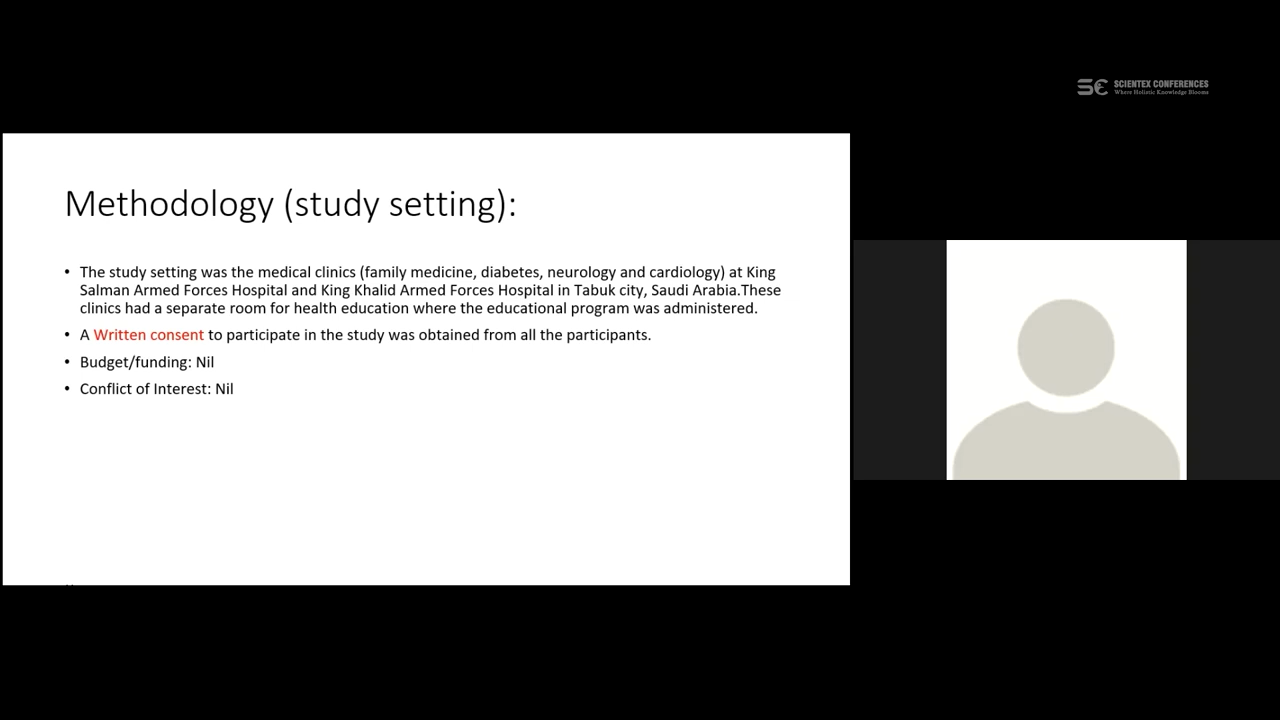 SCIENTEX CONFERENCES
Where Holistic Knowledge Blooms
Methodology (study setting):
• The study setting was the medical clinics (family medicine, diabetes, neurology and cardiology) at King
Salman Armed Forces Hospital and King Khalid Armed Forces Hospital in Tabuk city, Saudi Arabia.These
clinics had a separate room for health education where the educational program was administered.
• A Written consent to participate in the study was obtained from all the participants.
• Budget/funding: Nil
• Conflict of Interest: Nil